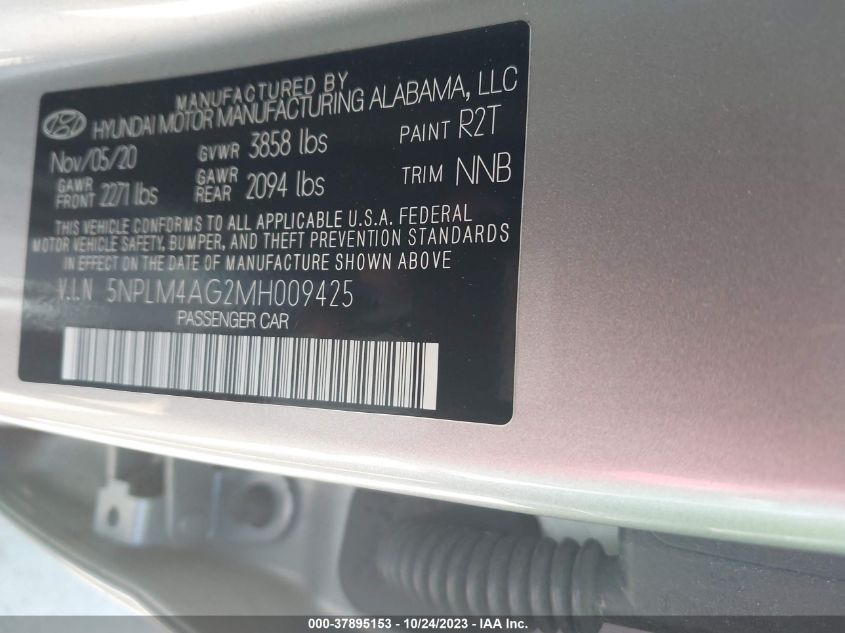 MANUFACTURED BY
HYUNDAI MOTOR MANUFACTURING ALABAMA, LLC
Nov/05/20 GVWR 3858 lbs PAINT R2T
GAWR FRONT 2271 lbs GAWR REAR 2094 lbs TRIM NNB
THIS VEHICLE CONFORMS TO ALL APPLICABLE U.S.A. FEDERAL
MOTOR VEHICLE SAFETY, BUMPER, AND THEFT PREVENTION STANDARDS
IN EFFECT ON THE DATE OF MANUFACTURE SHOWN ABOVE
V.I.N 5NPLM4AG2MH009425
PASSENGER CAR
000-37895153 - 10/24/2023 - IAA Inc.